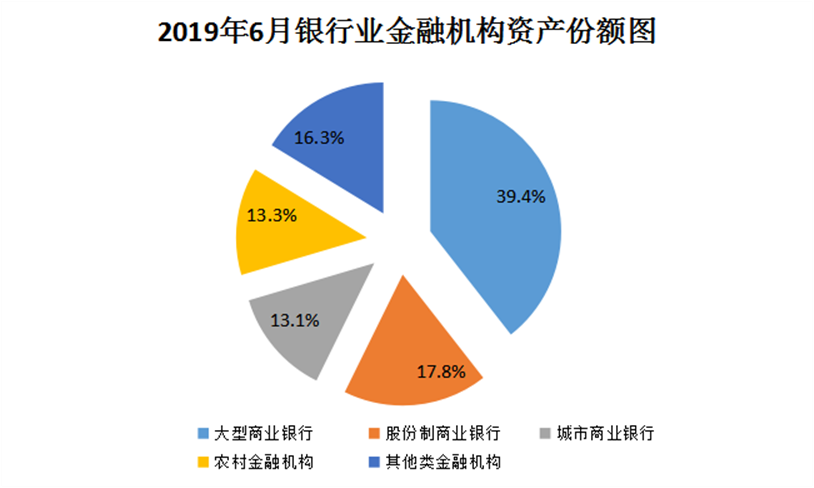 2019年6月银行业金融机构资产份额图
16.3%
39.4%
13.3%
13.1%
17.8%
大型商业银行 股份制商业银行 城市商业银行
农村金融机构 其他类金融机构